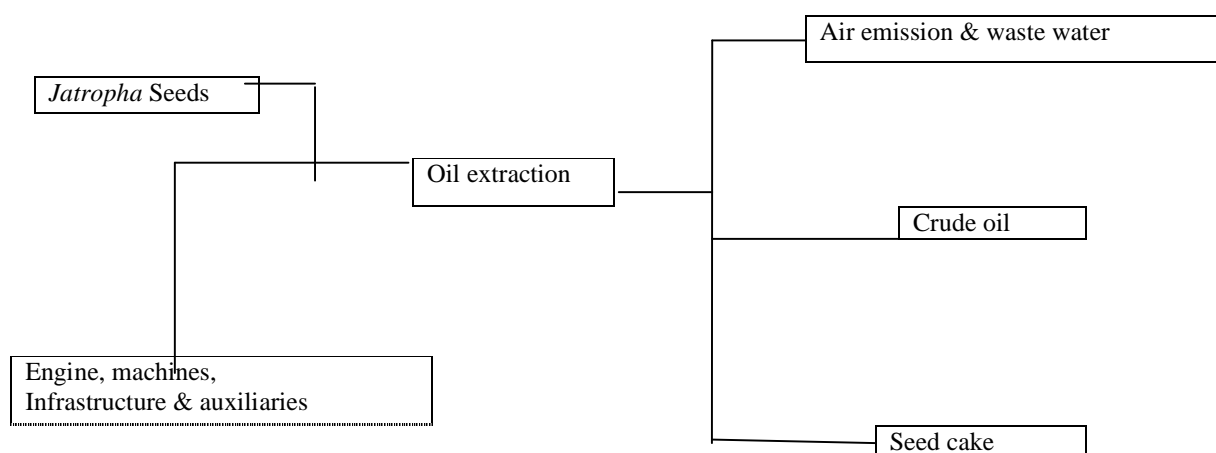 Air emission & waste water
Jatropha Seeds
Oil extraction
Crude oil
Engine, machines,
Infrastructure & auxiliaries
Seed cake